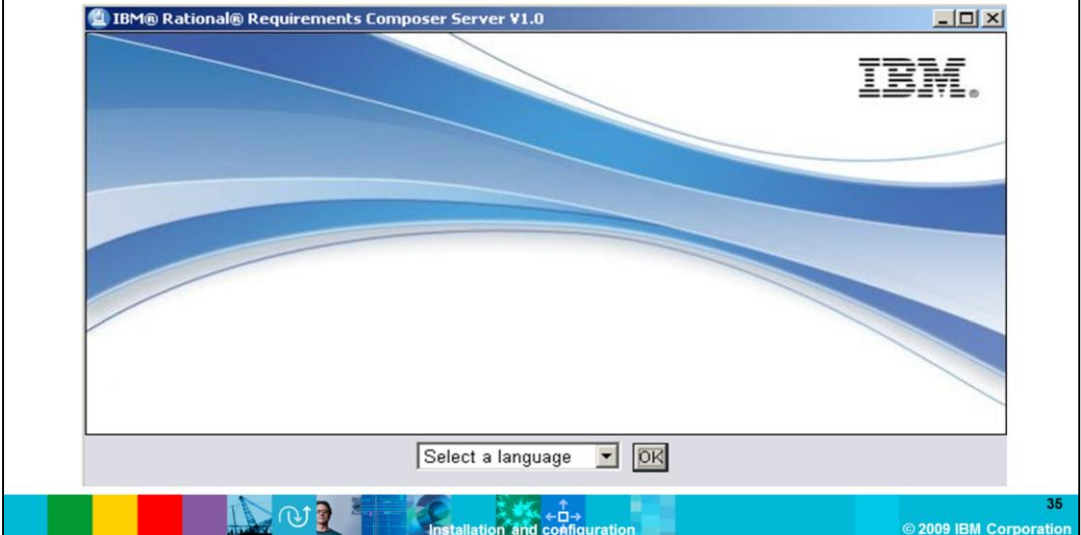 IBM® Rational® Requirements Composer Server V1.0
IBM®
Select a language
OK
35
Installation and configuration
© 2009 IBM Corporation